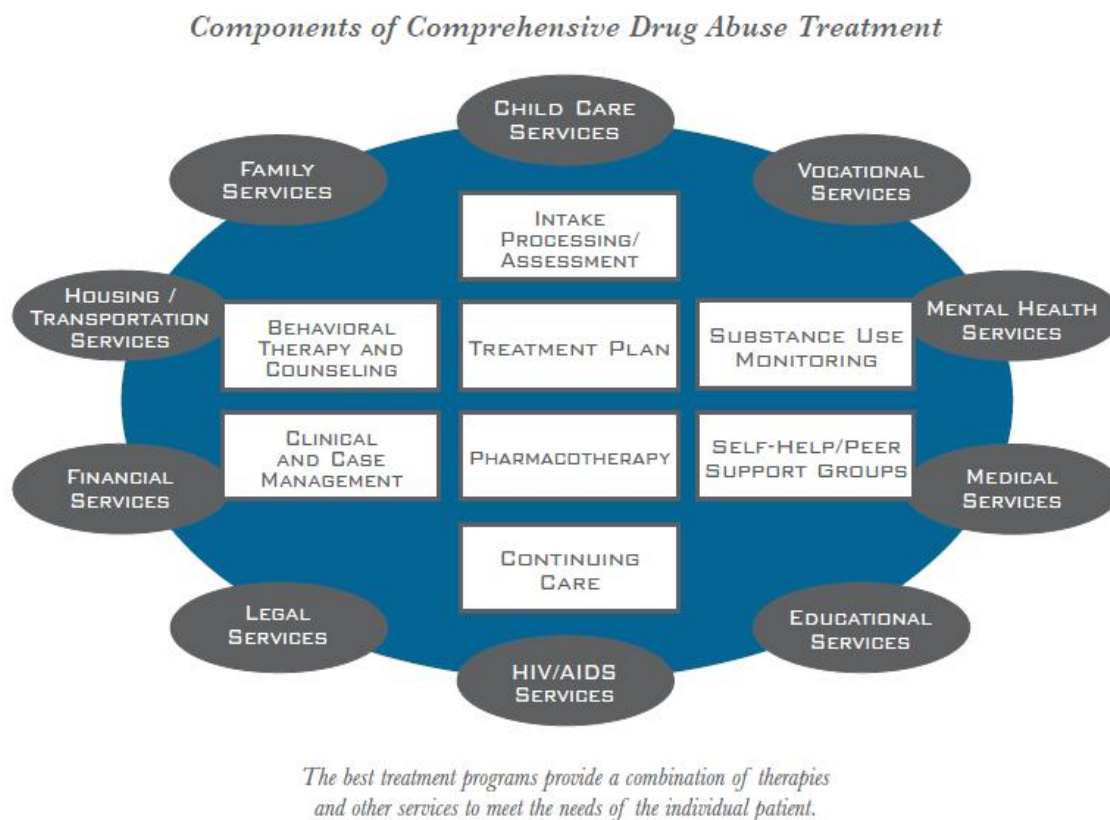 Components of Comprehensive Drug Abuse Treatment
CHILD CARE
SERVICES
FAMILY
SERVICES
VOCATIONAL
SERVICES
INTAKE
PROCESSING/
ASSESSMENT
HOUSING /
TRANSPORTATION
SERVICES
MENTAL HEALTH
SERVICES
BEHAVIORAL
THERAPY AND
COUNSELING
TREATMENT PLAN
SUBSTANCE USE
MONITORING
CLINICAL
AND CASE
MANAGEMENT
PHARMACOTHERAPY
SELF-HELP/PEER
SUPPORT GROUPS
FINANCIAL
SERVICES
MEDICAL
SERVICES
CONTINUING
CARE
LEGAL
SERVICES
EDUCATIONAL
SERVICES
HIV/AIDS
SERVICES
The best treatment programs provide a combination of therapies
and other services to meet the needs of the individual patient.